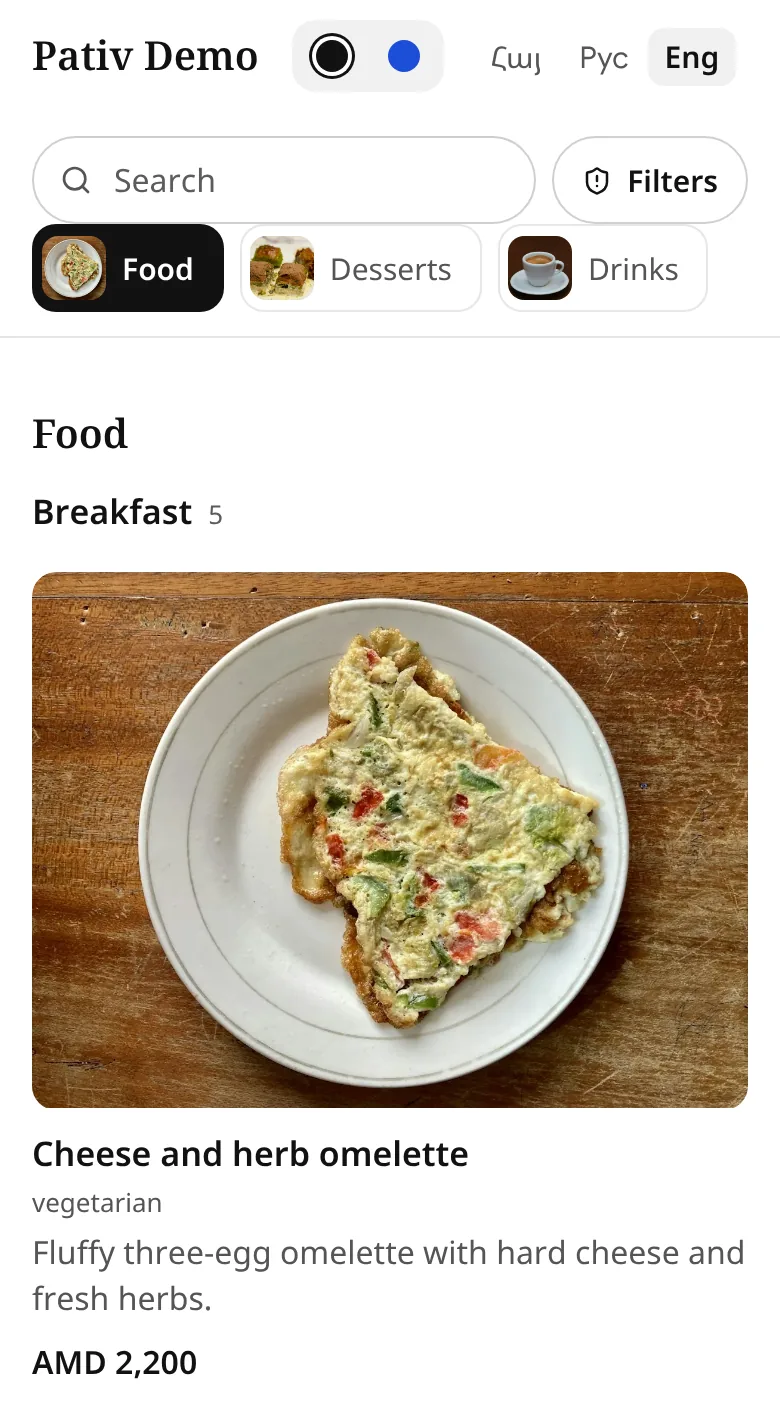 Pativ Demo
Հայ Рус Eng
Search Filters
Food Desserts Drinks
Food
Breakfast 5
Cheese and herb omelette
vegetarian
Fluffy three-egg omelette with hard cheese and
fresh herbs.
AMD 2,200